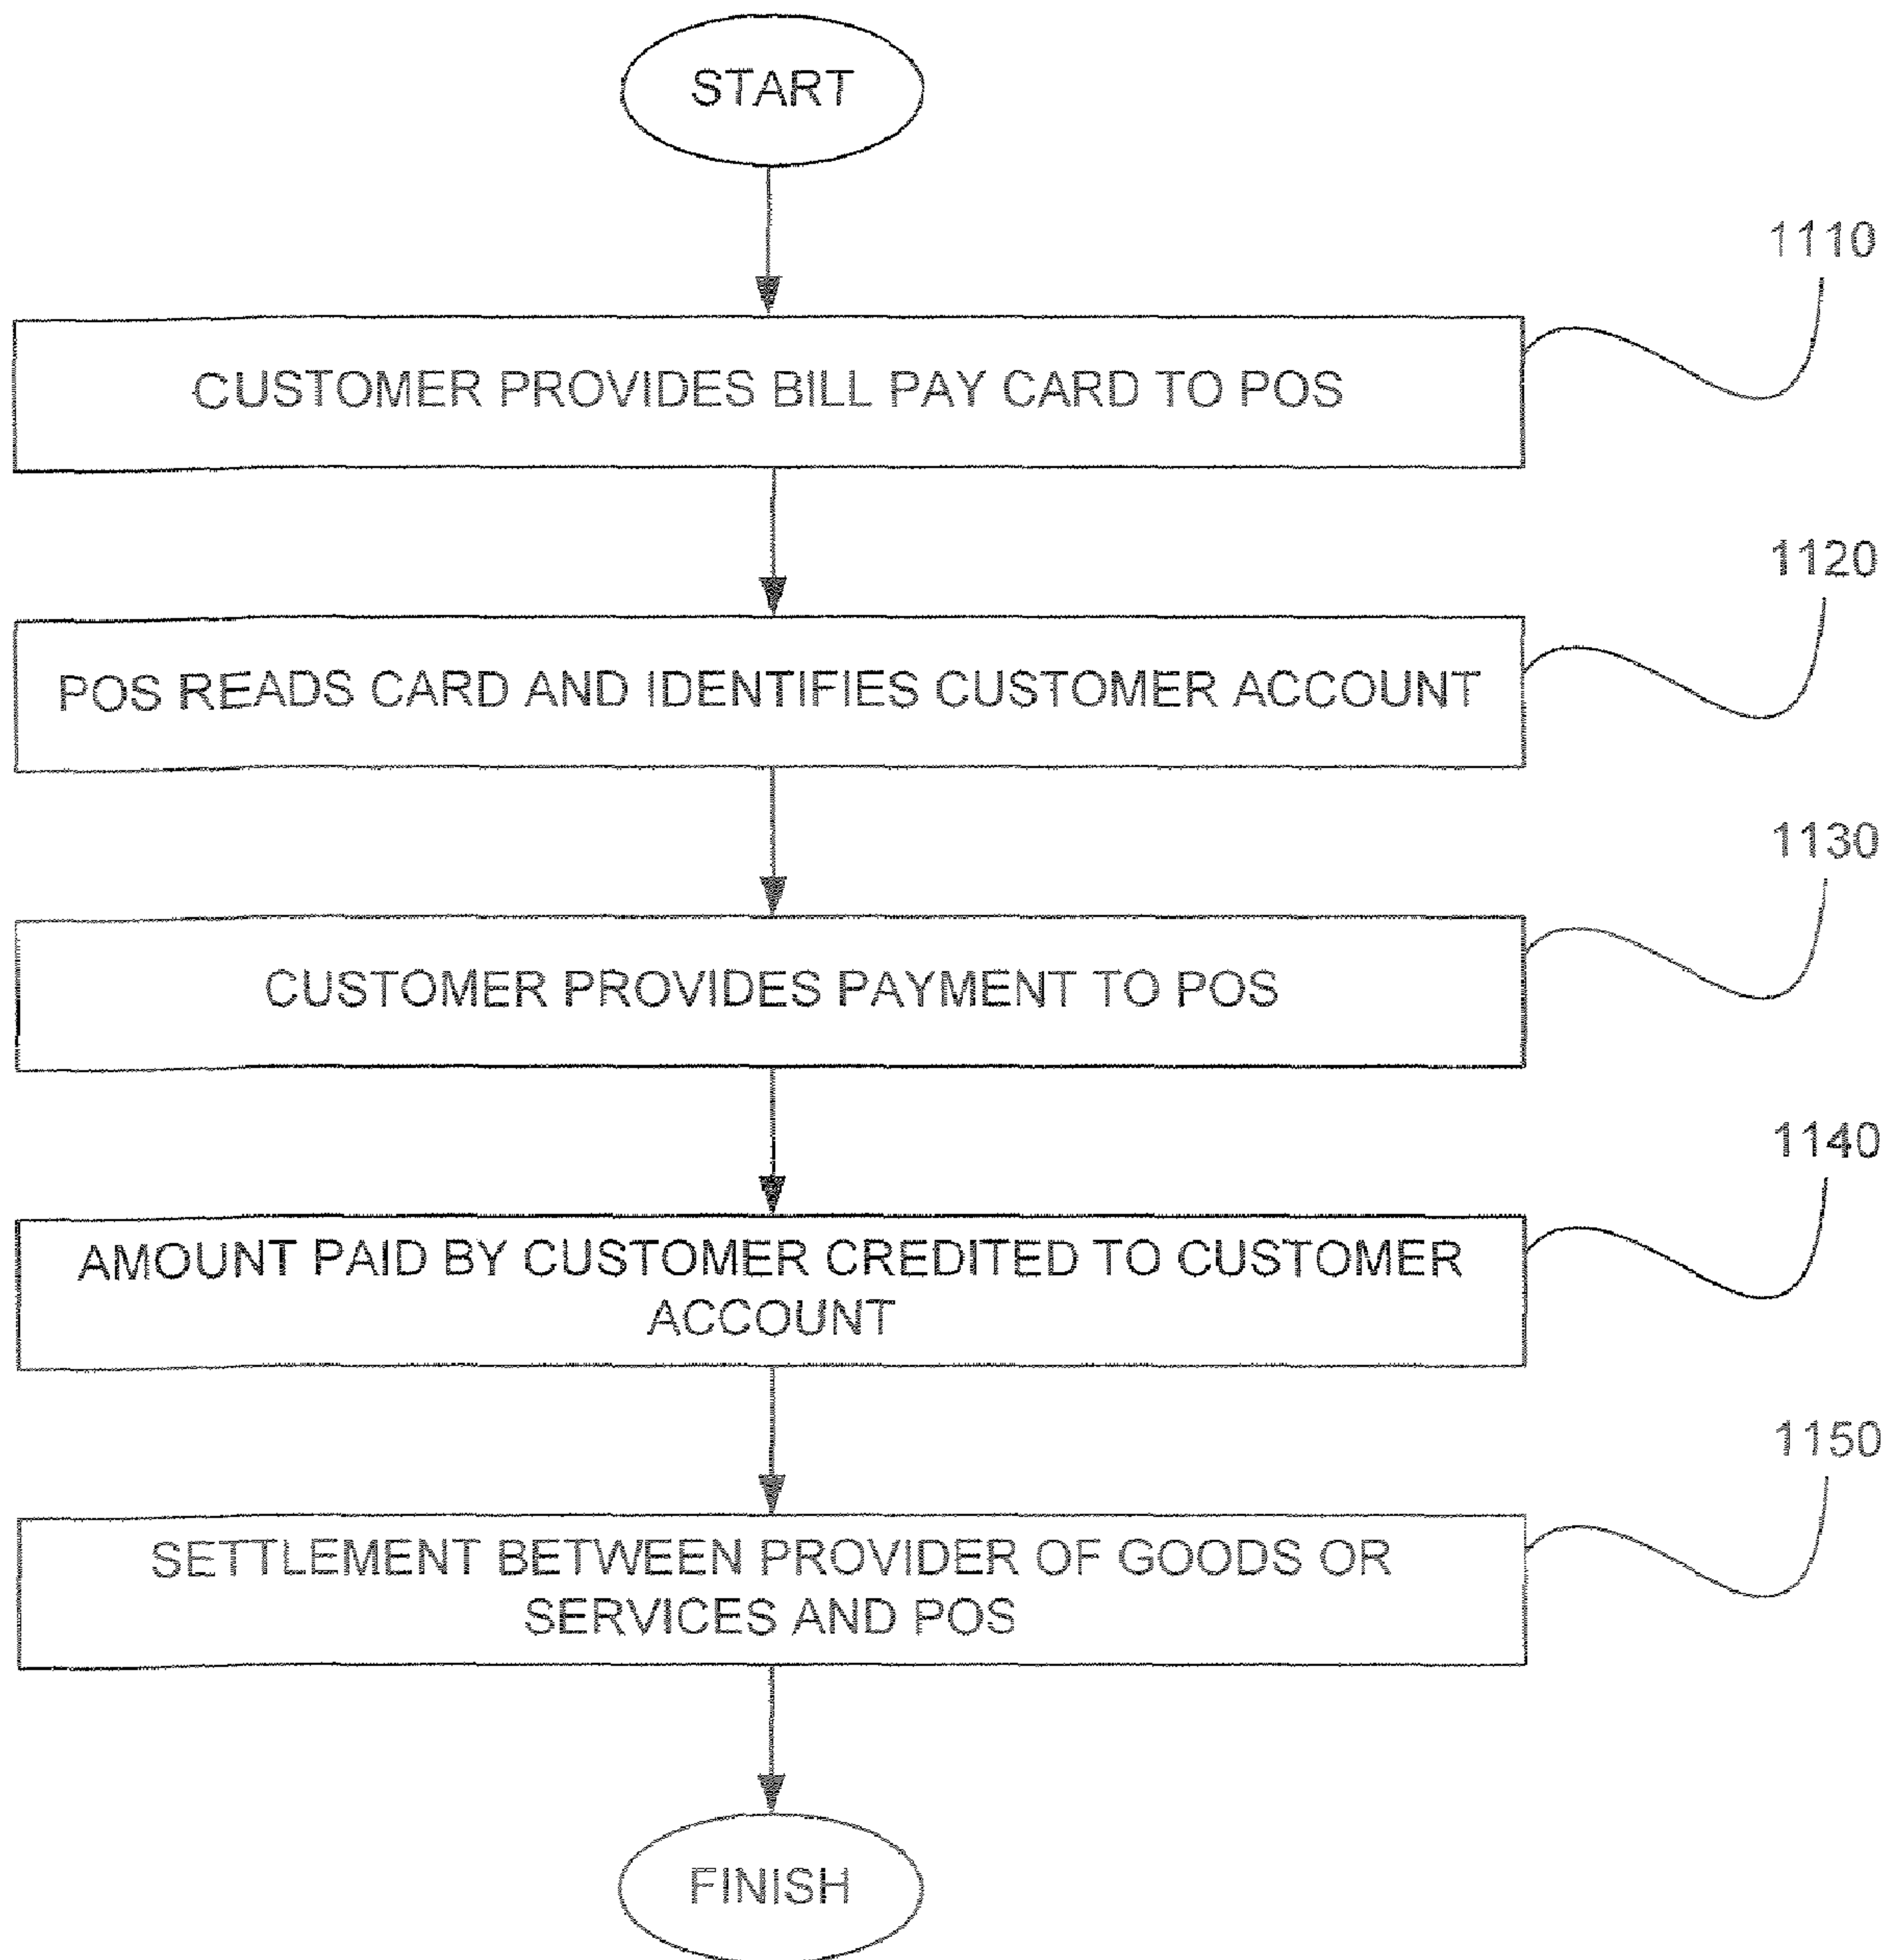 START
1110
CUSTOMER PROVIDES BILL PAY CARD TO POS
1120
POS READS CARD AND IDENTIFIES CUSTOMER ACCOUNT
1130
CUSTOMER PROVIDES PAYMENT TO POS
1140
AMOUNT PAID BY CUSTOMER CREDITED TO CUSTOMER
ACCOUNT
1150
SETTLEMENT BETWEEN PROVIDER OF GOODS OR
SERVICES AND POS
FINISH